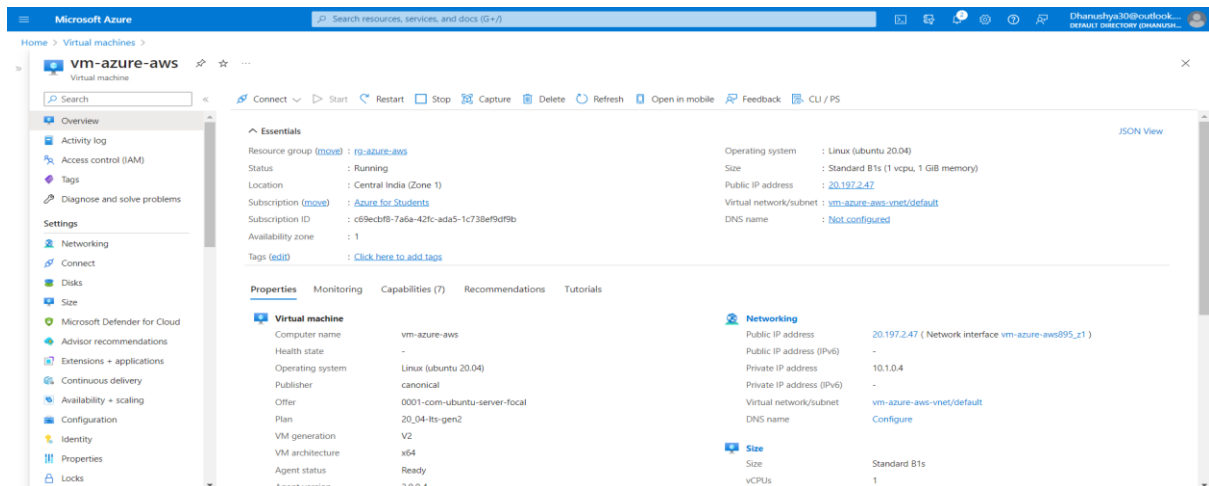 Microsoft Azure
Search resources, services, and docs (G+/)
2
Dhanushya30@outlook....
DEFAULT DIRECTORY (DHANUSH...
Home > Virtual machines >
vm-azure-aws
Virtual machine
Search
Connect
Start
Restart
Stop
Capture
Delete
Refresh
Open in mobile
Feedback
CLI / PS
Overview
Activity log
Access control (IAM)
Tags
Diagnose and solve problems
Settings
Networking
Connect
Disks
Size
Microsoft Defender for Cloud
Advisor recommendations
Extensions + applications
Continuous delivery
Availability + scaling
Configuration
Identity
Properties
Locks
Essentials
JSON View
Resource group (move) : rg-azure-aws
Status : Running
Location : Central India (Zone 1)
Subscription (move) : Azure for Students
Subscription ID : c69ecbf8-7a6a-42fc-ada5-1c738ef9df9b
Availability zone : 1
Tags (edit) : Click here to add tags
Operating system : Linux (ubuntu 20.04)
Size : Standard B1s (1 vcpu, 1 GiB memory)
Public IP address : 20.197.2.47
Virtual network/subnet : vm-azure-aws-vnet/default
DNS name : Not configured
Properties Monitoring Capabilities (7) Recommendations Tutorials
Virtual machine
Computer name vm-azure-aws
Health state -
Operating system Linux (ubuntu 20.04)
Publisher canonical
Offer 0001-com-ubuntu-server-focal
Plan 20_04-lts-gen2
VM generation V2
VM architecture x64
Agent status Ready
Networking
Public IP address 20.197.2.47 ( Network interface vm-azure-aws895_z1 )
Public IP address (IPv6) -
Private IP address 10.1.0.4
Private IP address (IPv6) -
Virtual network/subnet vm-azure-aws-vnet/default
DNS name Configure
Size
Size Standard B1s
vCPUs 1